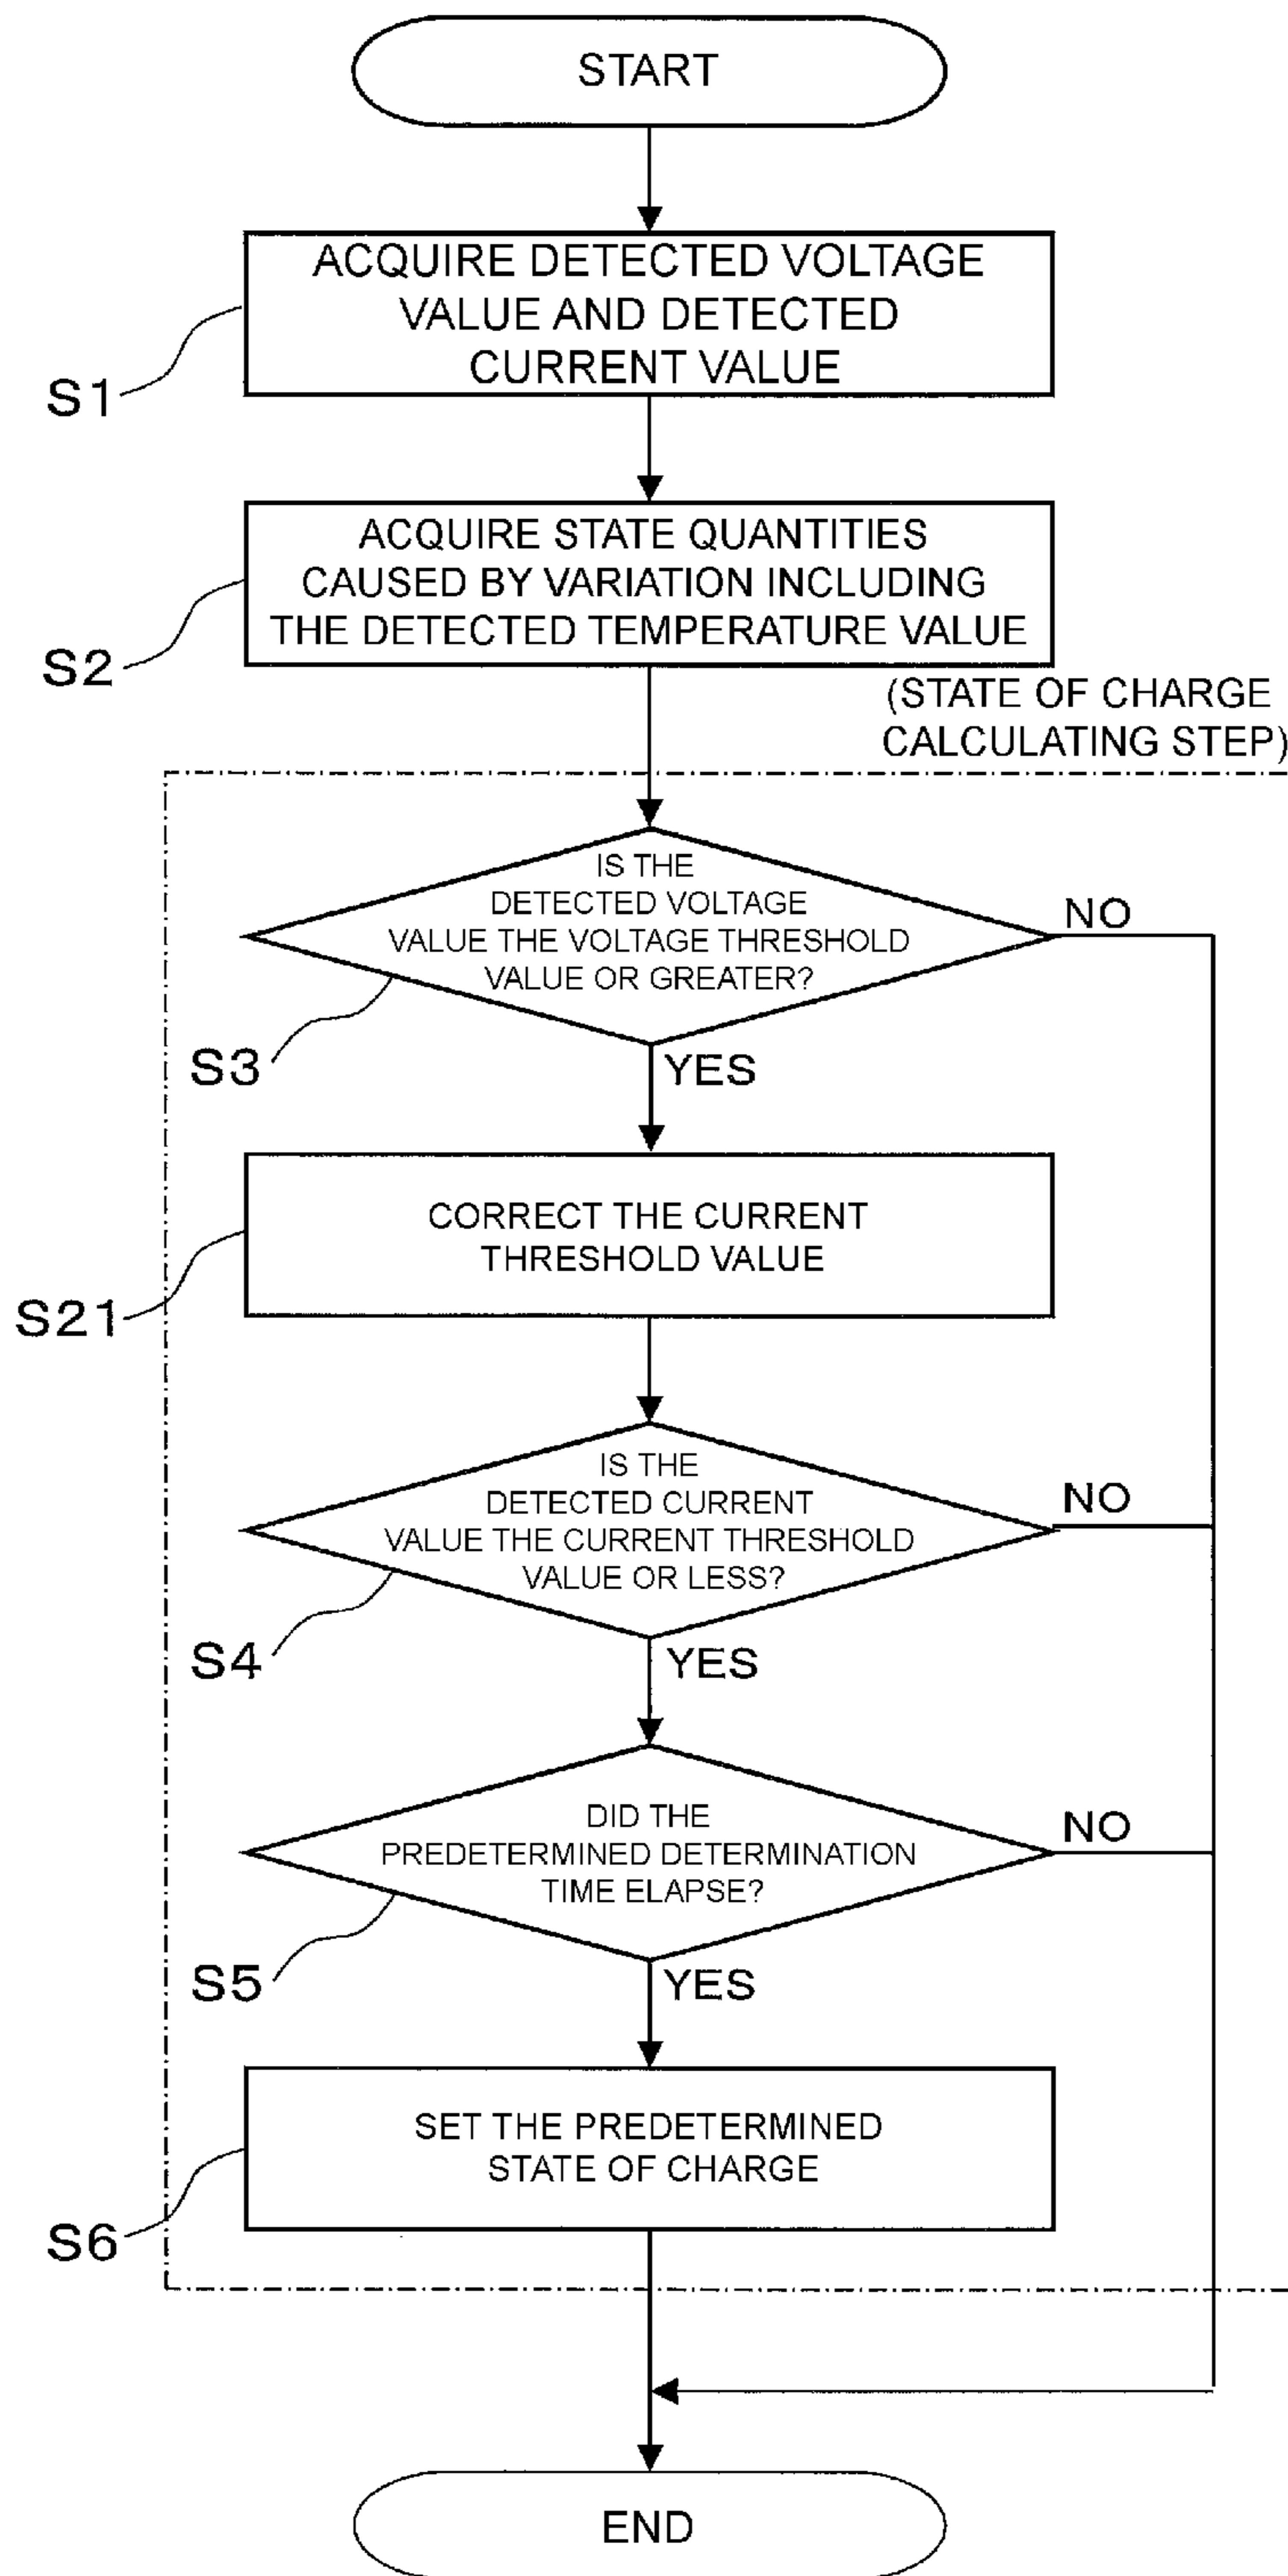 START
ACQUIRE DETECTED VOLTAGE
VALUE AND DETECTED
CURRENT VALUE
S1
ACQUIRE STATE QUANTITIES
CAUSED BY VARIATION INCLUDING
THE DETECTED TEMPERATURE VALUE
S2
(STATE OF CHARGE
CALCULATING STEP)
IS THE
DETECTED VOLTAGE
VALUE THE VOLTAGE THRESHOLD
VALUE OR GREATER?
NO
S3
YES
CORRECT THE CURRENT
THRESHOLD VALUE
S21
IS THE
DETECTED CURRENT
VALUE THE CURRENT THRESHOLD
VALUE OR LESS?
NO
S4
YES
DID THE
PREDETERMINED DETERMINATION
TIME ELAPSE?
NO
S5
YES
SET THE PREDETERMINED
STATE OF CHARGE
S6
END